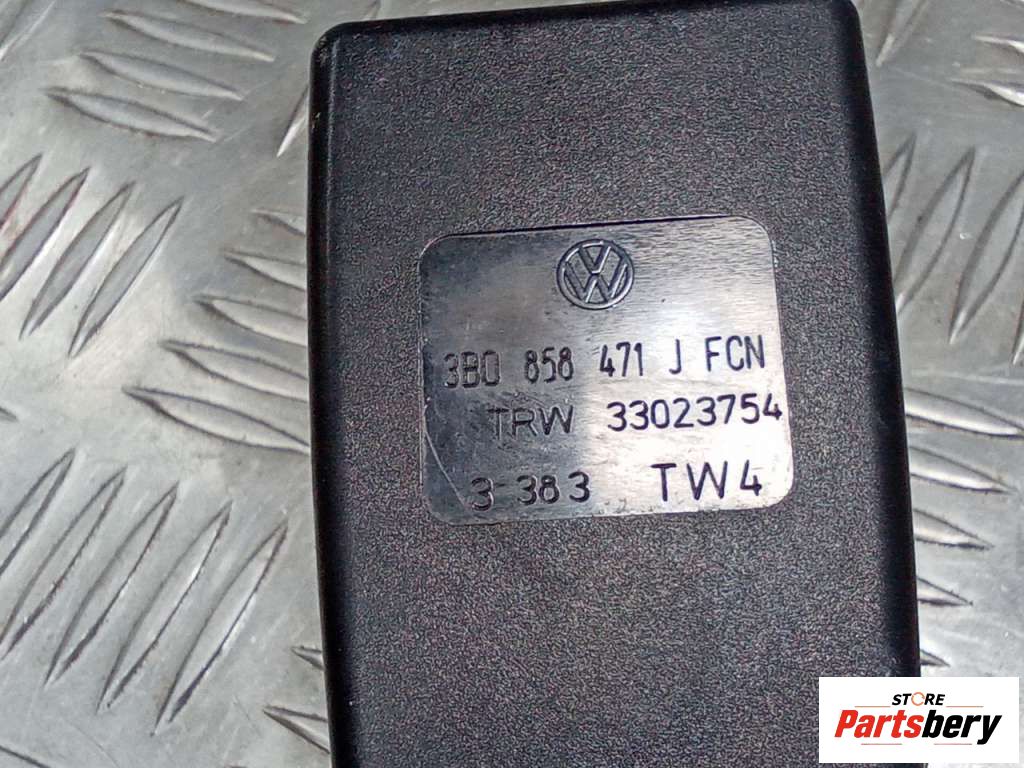 3B0 858 471 J FCN
TRW 33023754
3 383 TW4
STORE
Partsbery